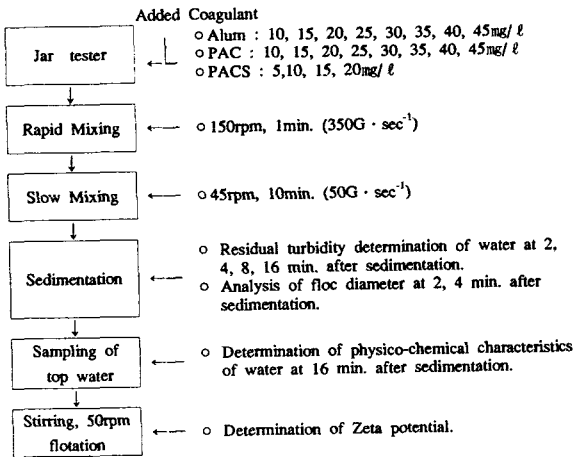 Added Coagulant
Jar tester
○ Alum : 10, 15, 20, 25, 30, 35, 40, 45㎎/ ℓ
○ PAC : 10, 15, 20, 25, 30, 35, 40, 45㎎/ ℓ
○ PACS : 5,10, 15, 20㎎/ ℓ
Rapid Mixing
○ 150rpm, 1min. (350G · sec⁻¹)
Slow Mixing
○ 45rpm, 10min. (50G · sec⁻¹)
Sedimentation
○ Residual turbidity determination of water at 2,
4, 8, 16 min. after sedimentation.
○ Analysis of floc diameter at 2, 4 min. after
sedimentation.
Sampling of
top water
○ Determination of physico-chemical characteristics
of water at 16 min. after sedimentation.
Stirring, 50rpm
flotation
○ Determination of Zeta potential.